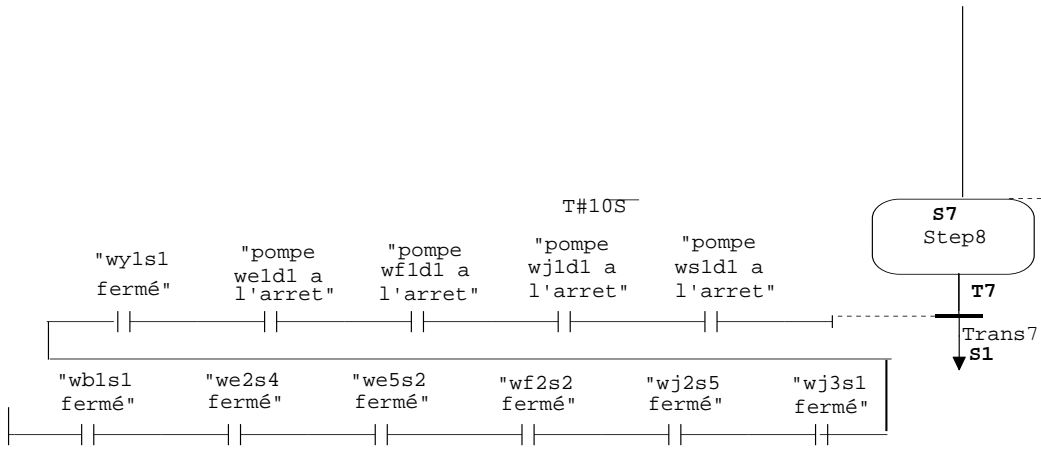 T#10S
S7
Step8
"wy1s1
fermé"
"pompe
we1d1 a
l'arret"
"pompe
wf1d1 a
l'arret"
"pompe
wj1d1 a
l'arret"
"pompe
ws1d1 a
l'arret"
T7
Trans7
S1
"wb1s1
fermé"
"we2s4
fermé"
"we5s2
fermé"
"wf2s2
fermé"
"wj2s5
fermé"
"wj3s1
fermé"